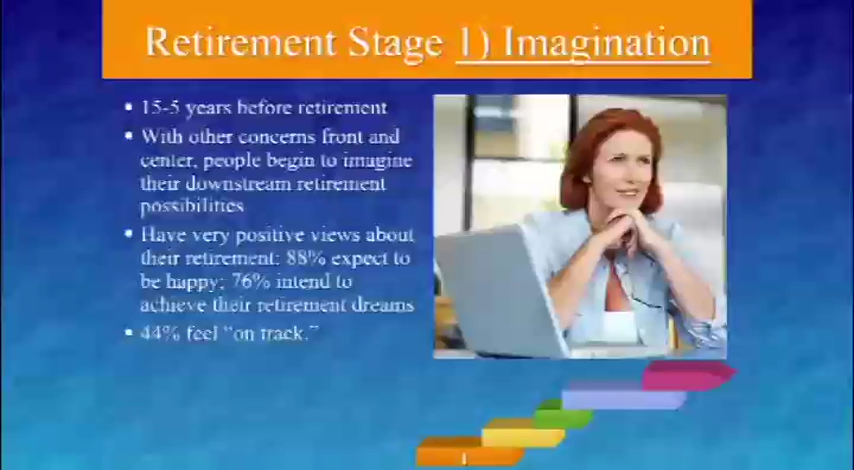 Retirement Stage 1) Imagination
▪ 15-5 years before retirement
▪ With other concerns front and
center, people begin to imagine
their downstream retirement
possibilities
▪ Have very positive views about
their retirement: 88% expect to
be happy; 76% intend to
achieve their retirement dreams
▪ 44% feel “on track.”
1